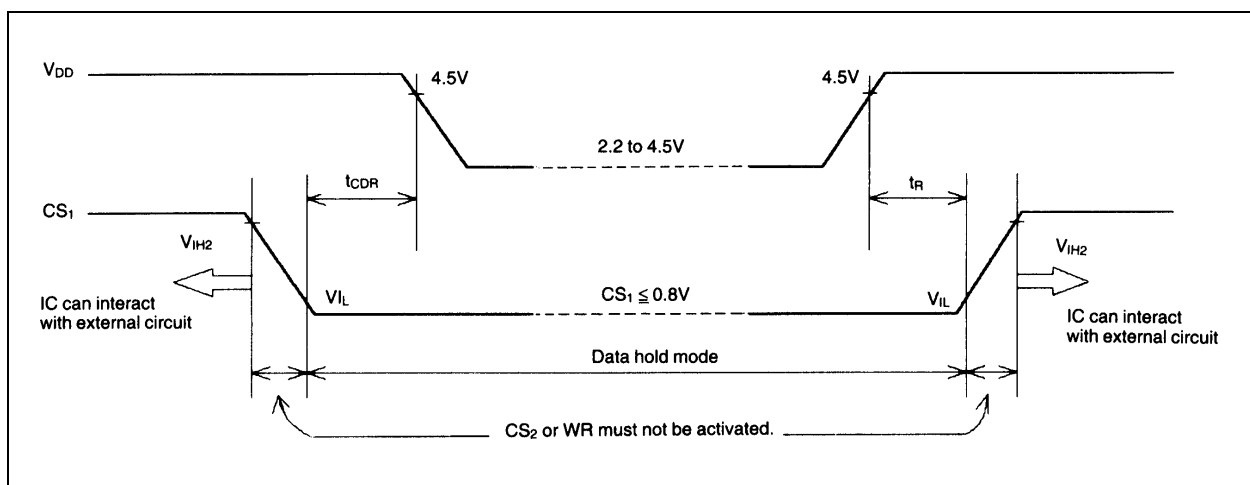 VDD
4.5V
4.5V
2.2 to 4.5V
tCDR
tR
CS1
VIH2
VIH2
VIL
CS1 ≦ 0.8V
VIL
IC can interact
with external circuit
IC can interact
with external circuit
Data hold mode
CS2 or WR must not be activated.